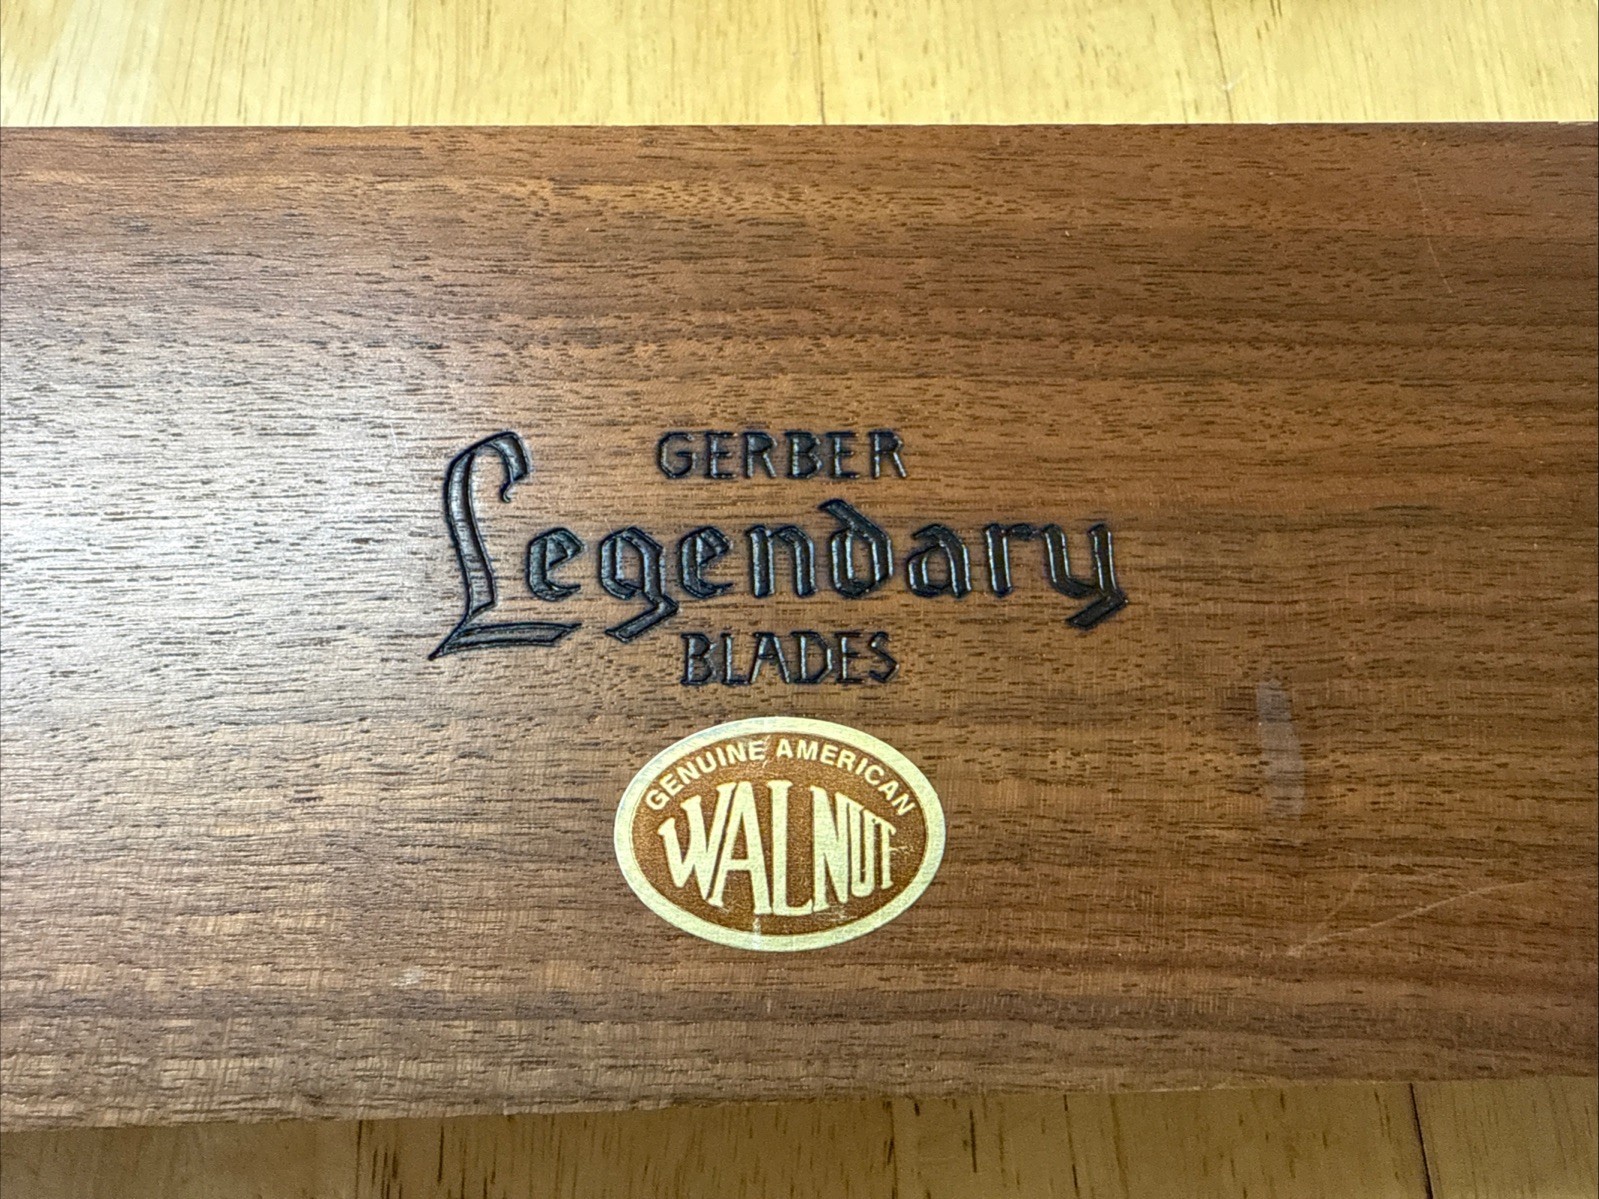 GERBER
Legendary
BLADES
GENUINE AMERICAN
WALNUT